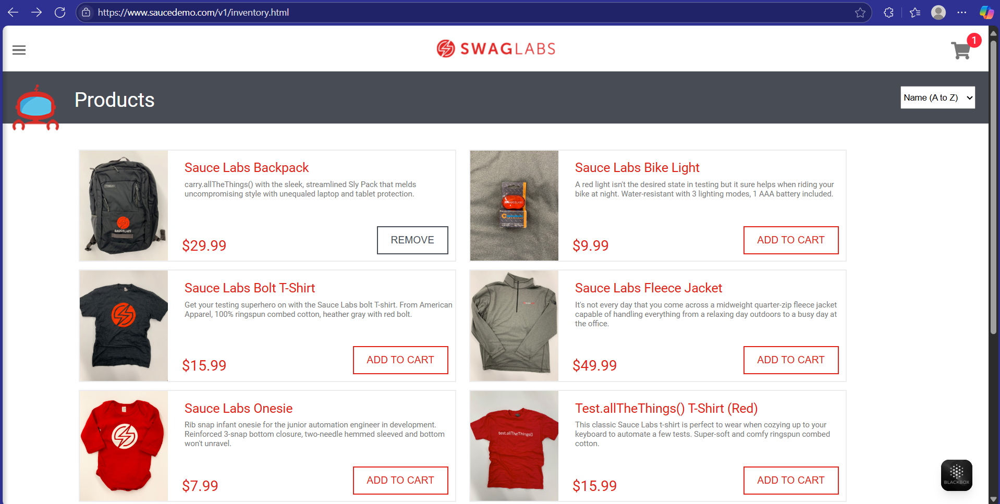 https://www.saucedemo.com/v1/inventory.html
SWAGLABS
1
Products
Name (A to Z)
Sauce Labs Backpack
carry.allTheThings() with the sleek, streamlined Sly Pack that melds
uncompromising style with unequaled laptop and tablet protection.
SAUCELABS
$29.99
REMOVE
Sauce Labs Bike Light
A red light isn't the desired state in testing but it sure helps when riding your
bike at night. Water-resistant with 3 lighting modes, 1 AAA battery included.
SAUCELABS
$9.99
ADD TO CART
Sauce Labs Bolt T-Shirt
Get your testing superhero on with the Sauce Labs bolt T-shirt. From American
Apparel, 100% ringspun combed cotton, heather gray with red bolt.
$15.99
ADD TO CART
Sauce Labs Fleece Jacket
It's not every day that you come across a midweight quarter-zip fleece jacket
capable of handling everything from a relaxing day outdoors to a busy day at
the office.
$49.99
ADD TO CART
Sauce Labs Onesie
Rib snap infant onesie for the junior automation engineer in development.
Reinforced 3-snap bottom closure, two-needle hemmed sleeved and bottom
won't unravel.
$7.99
ADD TO CART
Test.allTheThings() T-Shirt (Red)
This classic Sauce Labs t-shirt is perfect to wear when cozying up to your
keyboard to automate a few tests. Super-soft and comfy ringspun combed
cotton.
test.allTheThings()
$15.99
ADD TO CART
BLACKBOX